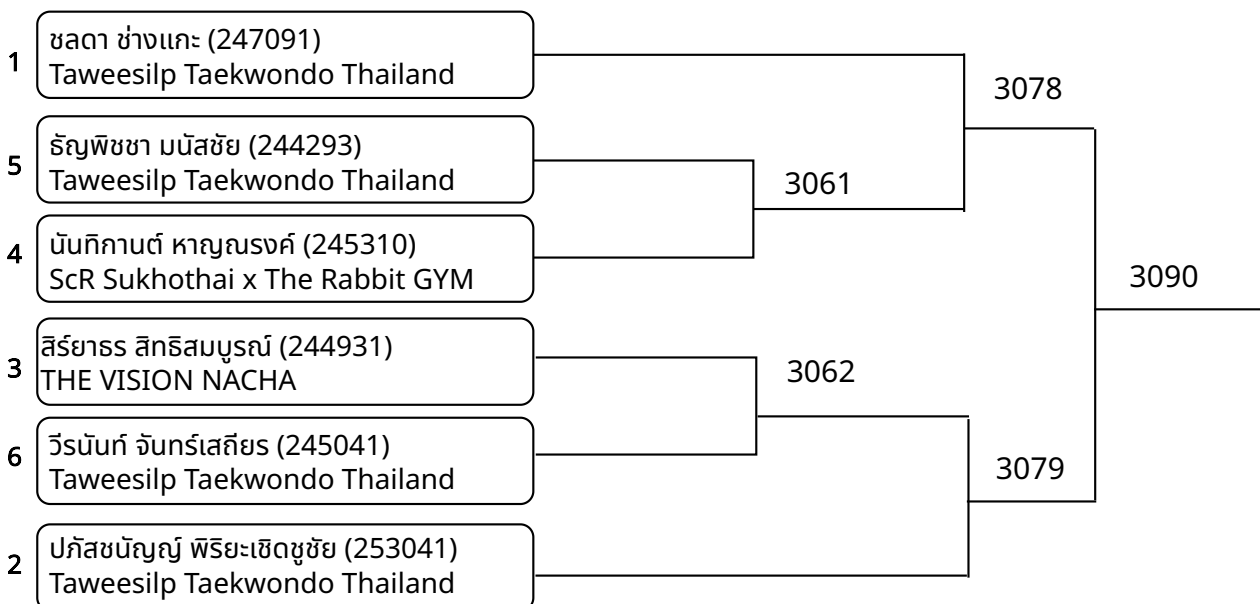 1
ชลดา ช่างแกะ (247091)
Taweesilp Taekwondo Thailand
3078
5
ธัญพิชชา มนัสชัย (244293)
Taweesilp Taekwondo Thailand
3061
4
นันทิกานต์ หาญณรงค์ (245310)
ScR Sukhothai x The Rabbit GYM
3090
3
สิร์ยาธร สิทธิสมบูรณ์ (244931)
THE VISION NACHA
3062
6
วีรนันท์ จันทร์เสถียร (245041)
Taweesilp Taekwondo Thailand
3079
2
ปภัสชนัญญ์ พิริยะเชิดชูชัย (253041)
Taweesilp Taekwondo Thailand